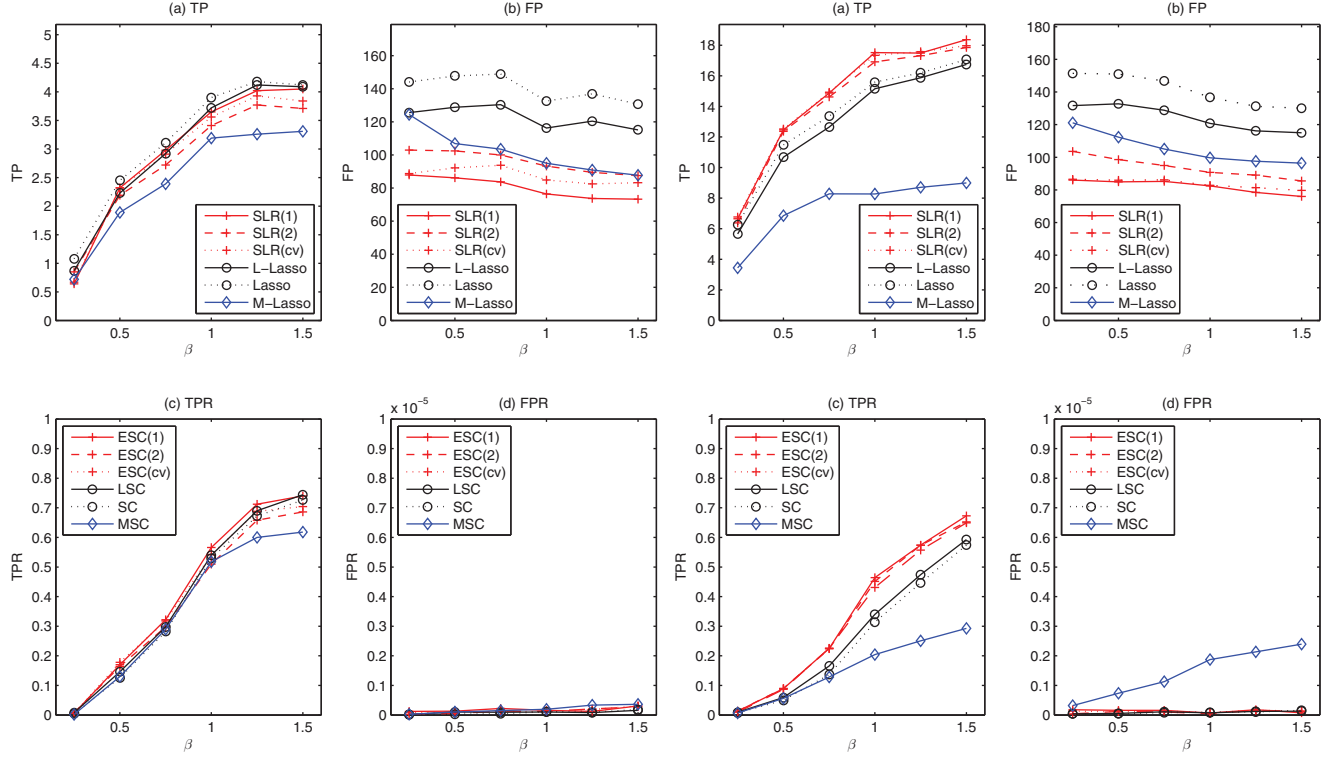 (a) TP
5
4.5
4
3.5
3
2.5
2
1.5
1
0.5
0
TP
SLR(1)
SLR(2)
SLR(cv)
L−Lasso
Lasso
M−Lasso
0.5 1 1.5
β
(b) FP
160
140
120
100
80
60
40
20
0
FP
SLR(1)
SLR(2)
SLR(cv)
L−Lasso
Lasso
M−Lasso
0.5 1 1.5
β
(a) TP
18
16
14
12
10
8
6
4
2
0
TP
SLR(1)
SLR(2)
SLR(cv)
L−Lasso
Lasso
M−Lasso
0.5 1 1.5
β
(b) FP
180
160
140
120
100
80
60
40
20
0
FP
SLR(1)
SLR(2)
SLR(cv)
L−Lasso
Lasso
M−Lasso
0.5 1 1.5
β
(c) TPR
1
0.9
0.8
0.7
0.6
0.5
0.4
0.3
0.2
0.1
0
TPR
ESC(1)
ESC(2)
ESC(cv)
LSC
SC
MSC
0.5 1 1.5
β
(d) FPR
x 10⁻⁵
1
0.9
0.8
0.7
0.6
0.5
0.4
0.3
0.2
0.1
0
FPR
ESC(1)
ESC(2)
ESC(cv)
LSC
SC
MSC
0.5 1 1.5
β
(c) TPR
1
0.9
0.8
0.7
0.6
0.5
0.4
0.3
0.2
0.1
0
TPR
ESC(1)
ESC(2)
ESC(cv)
LSC
SC
MSC
0.5 1 1.5
β
(d) FPR
x 10⁻⁵
1
0.9
0.8
0.7
0.6
0.5
0.4
0.3
0.2
0.1
0
FPR
ESC(1)
ESC(2)
ESC(cv)
LSC
SC
MSC
0.5 1 1.5
β